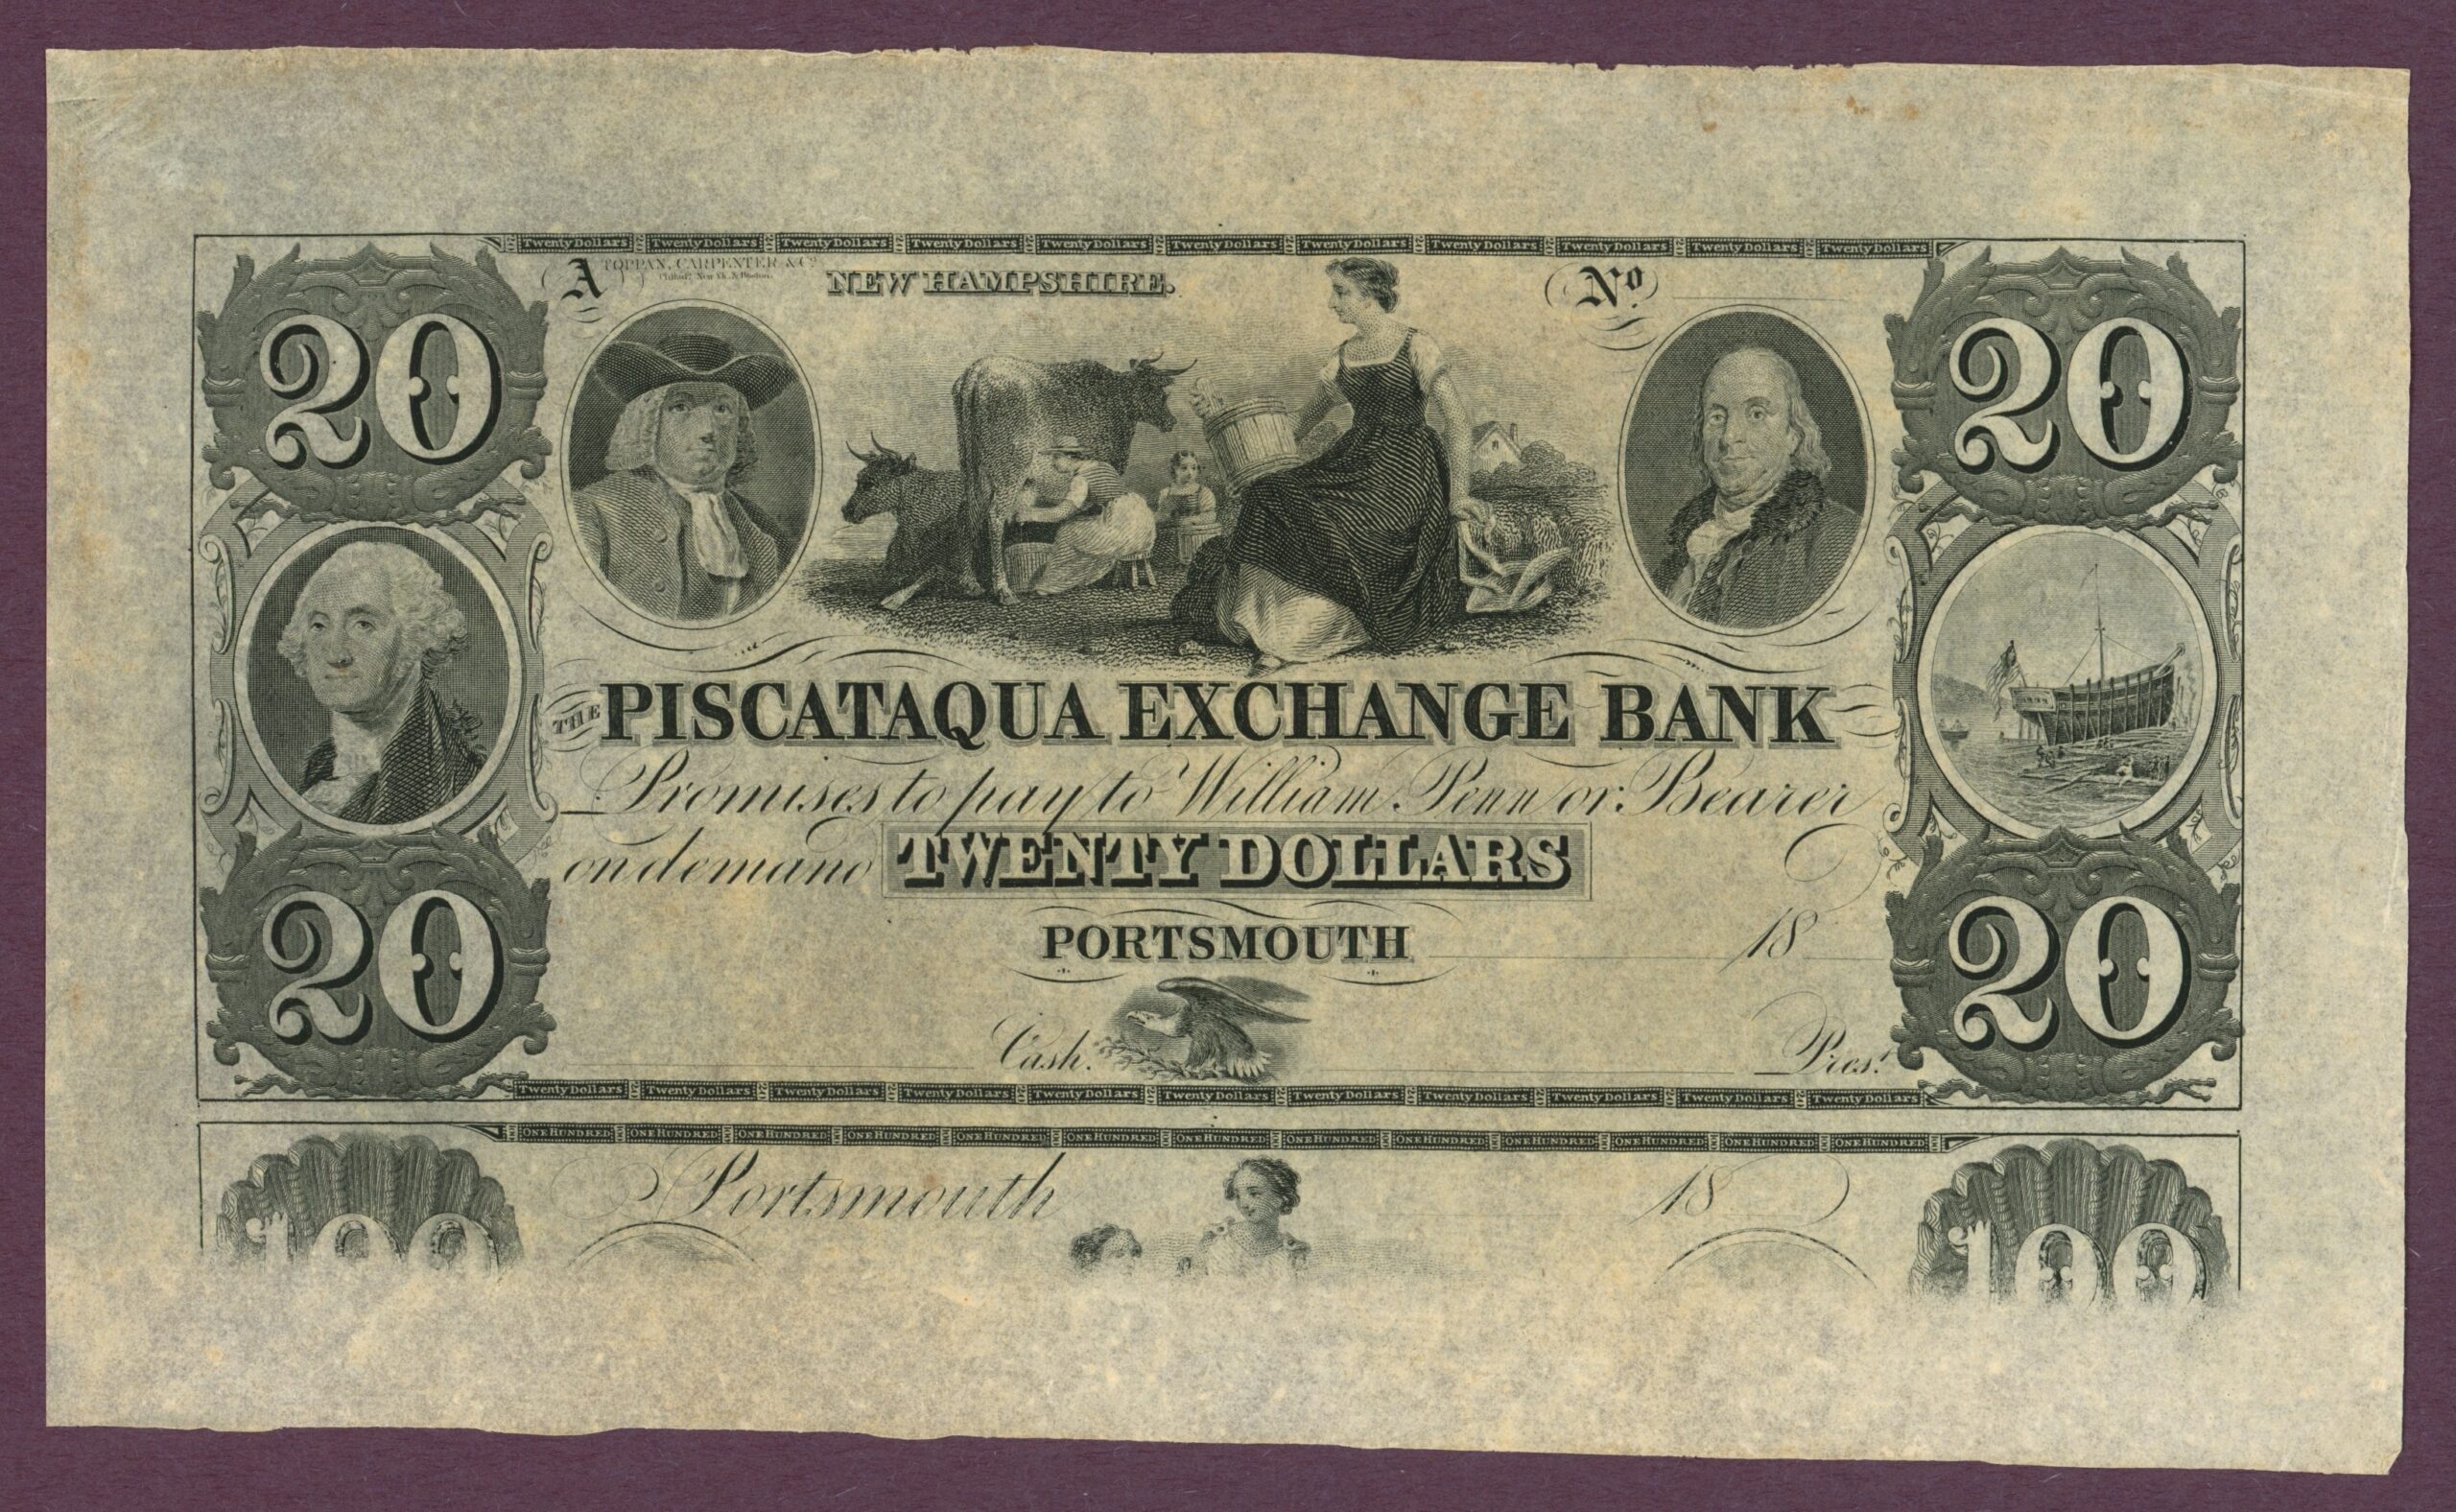 Twenty Dollars Twenty Dollars Twenty Dollars Twenty Dollars Twenty Dollars Twenty Dollars Twenty Dollars Twenty Dollars Twenty Dollars Twenty Dollars Twenty Dollars
20 A TOPPAN, CARPENTER & Co. NEW HAMPSHIRE. No 20
THE PISCATAQUA EXCHANGE BANK
Promises to pay to William Penn or Bearer
on demand TWENTY DOLLARS
PORTSMOUTH 18
20 20
Cash. Pres.t
Twenty Dollars Twenty Dollars Twenty Dollars Twenty Dollars Twenty Dollars Twenty Dollars Twenty Dollars Twenty Dollars Twenty Dollars Twenty Dollars Twenty Dollars
ONE HUNDRED ONE HUNDRED ONE HUNDRED ONE HUNDRED ONE HUNDRED ONE HUNDRED ONE HUNDRED ONE HUNDRED ONE HUNDRED ONE HUNDRED ONE HUNDRED ONE HUNDRED ONE HUNDRED
Portsmouth 18
100 100